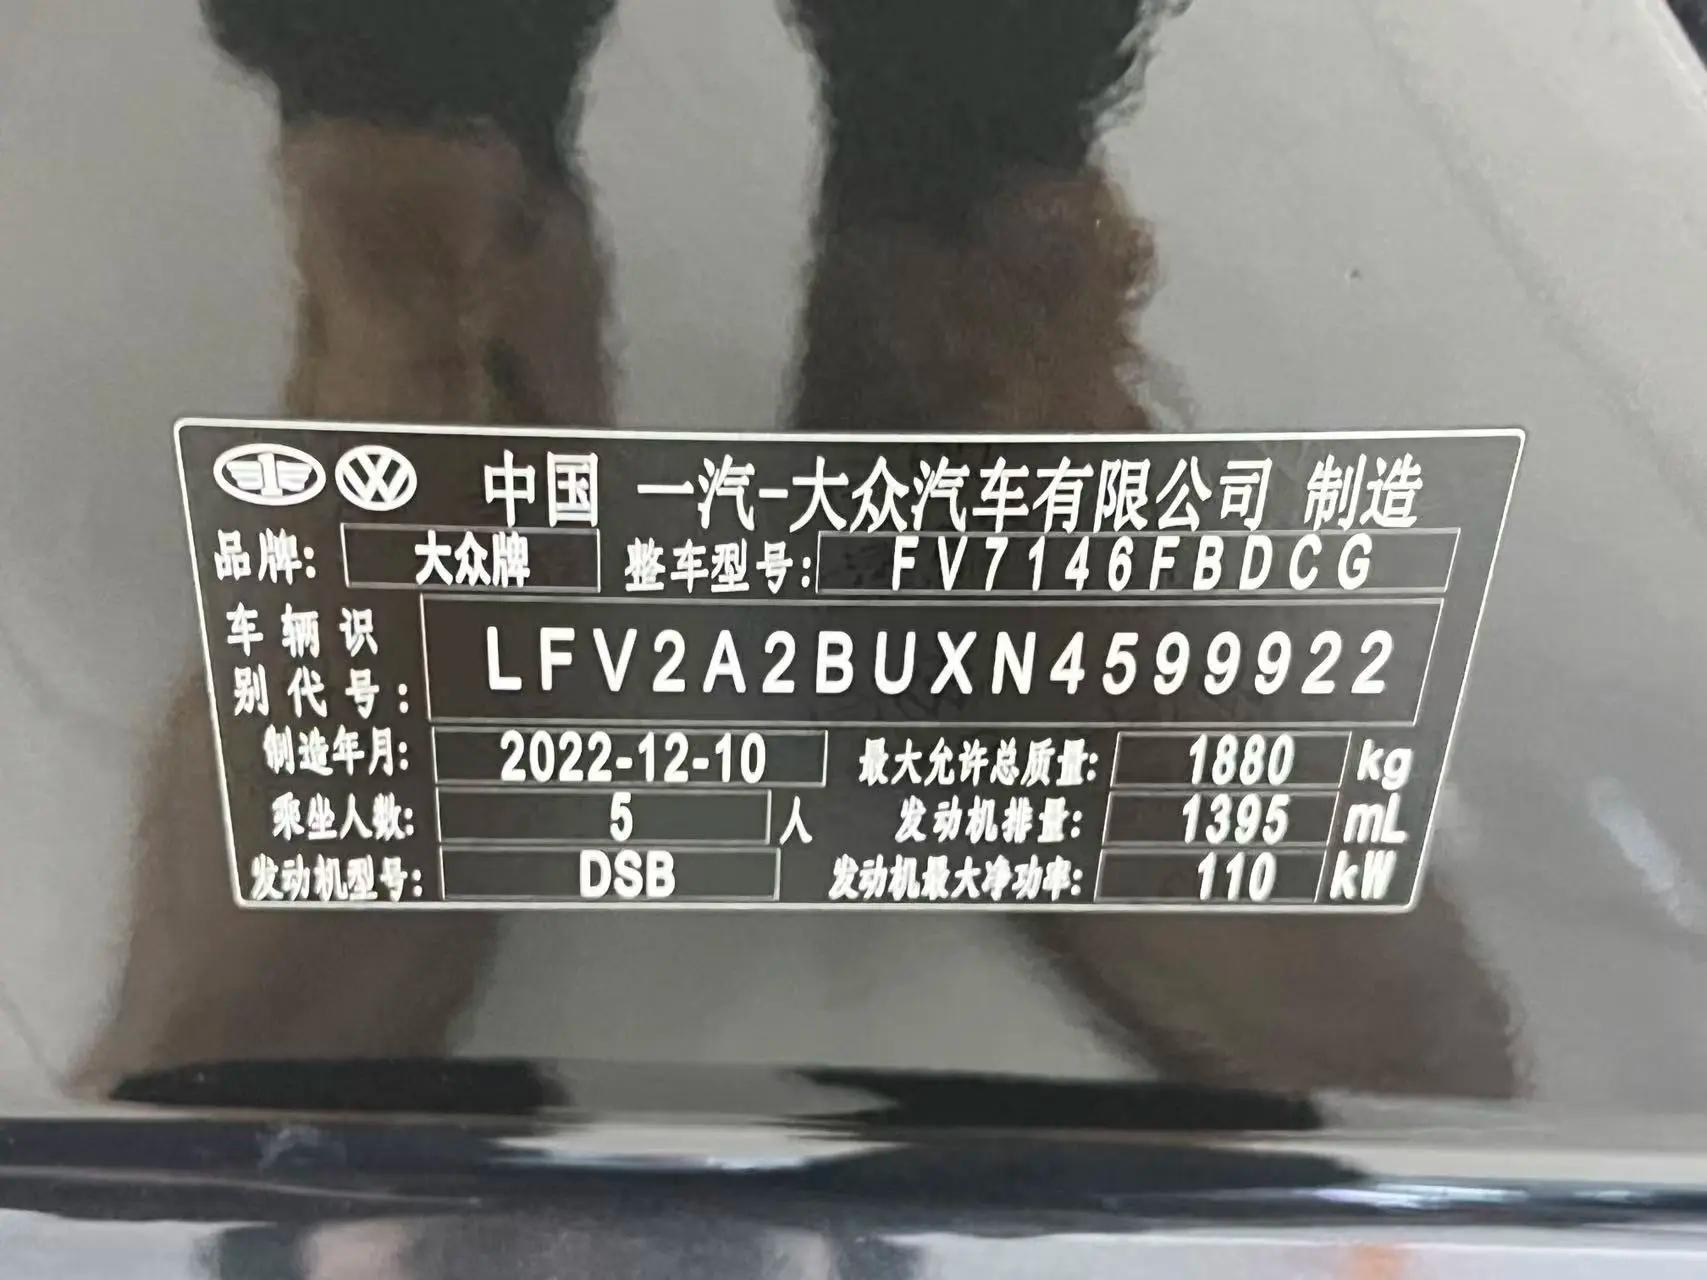 中国 一汽-大众汽车有限公司 制造
品牌: 大众牌 整车型号: FV7146FBDCG
车辆识别代号: LFV2A2BUXN4599922
制造年月: 2022-12-10 最大允许总质量: 1880 kg
乘坐人数: 5 人 发动机排量: 1395 mL
发动机型号: DSB 发动机最大净功率: 110 kW